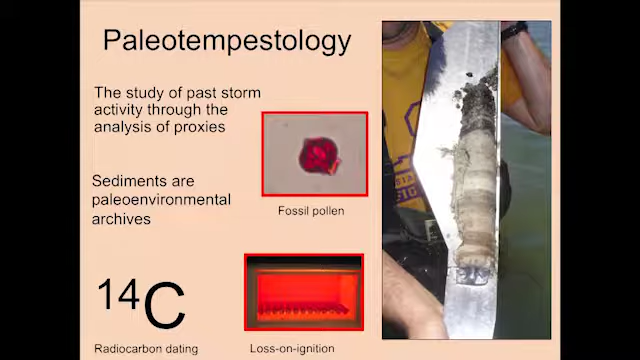 Paleotempestology
The study of past storm
activity through the
analysis of proxies
Fossil pollen
Sediments are
paleoenvironmental
archives
14C
Radiocarbon dating
Loss-on-ignition